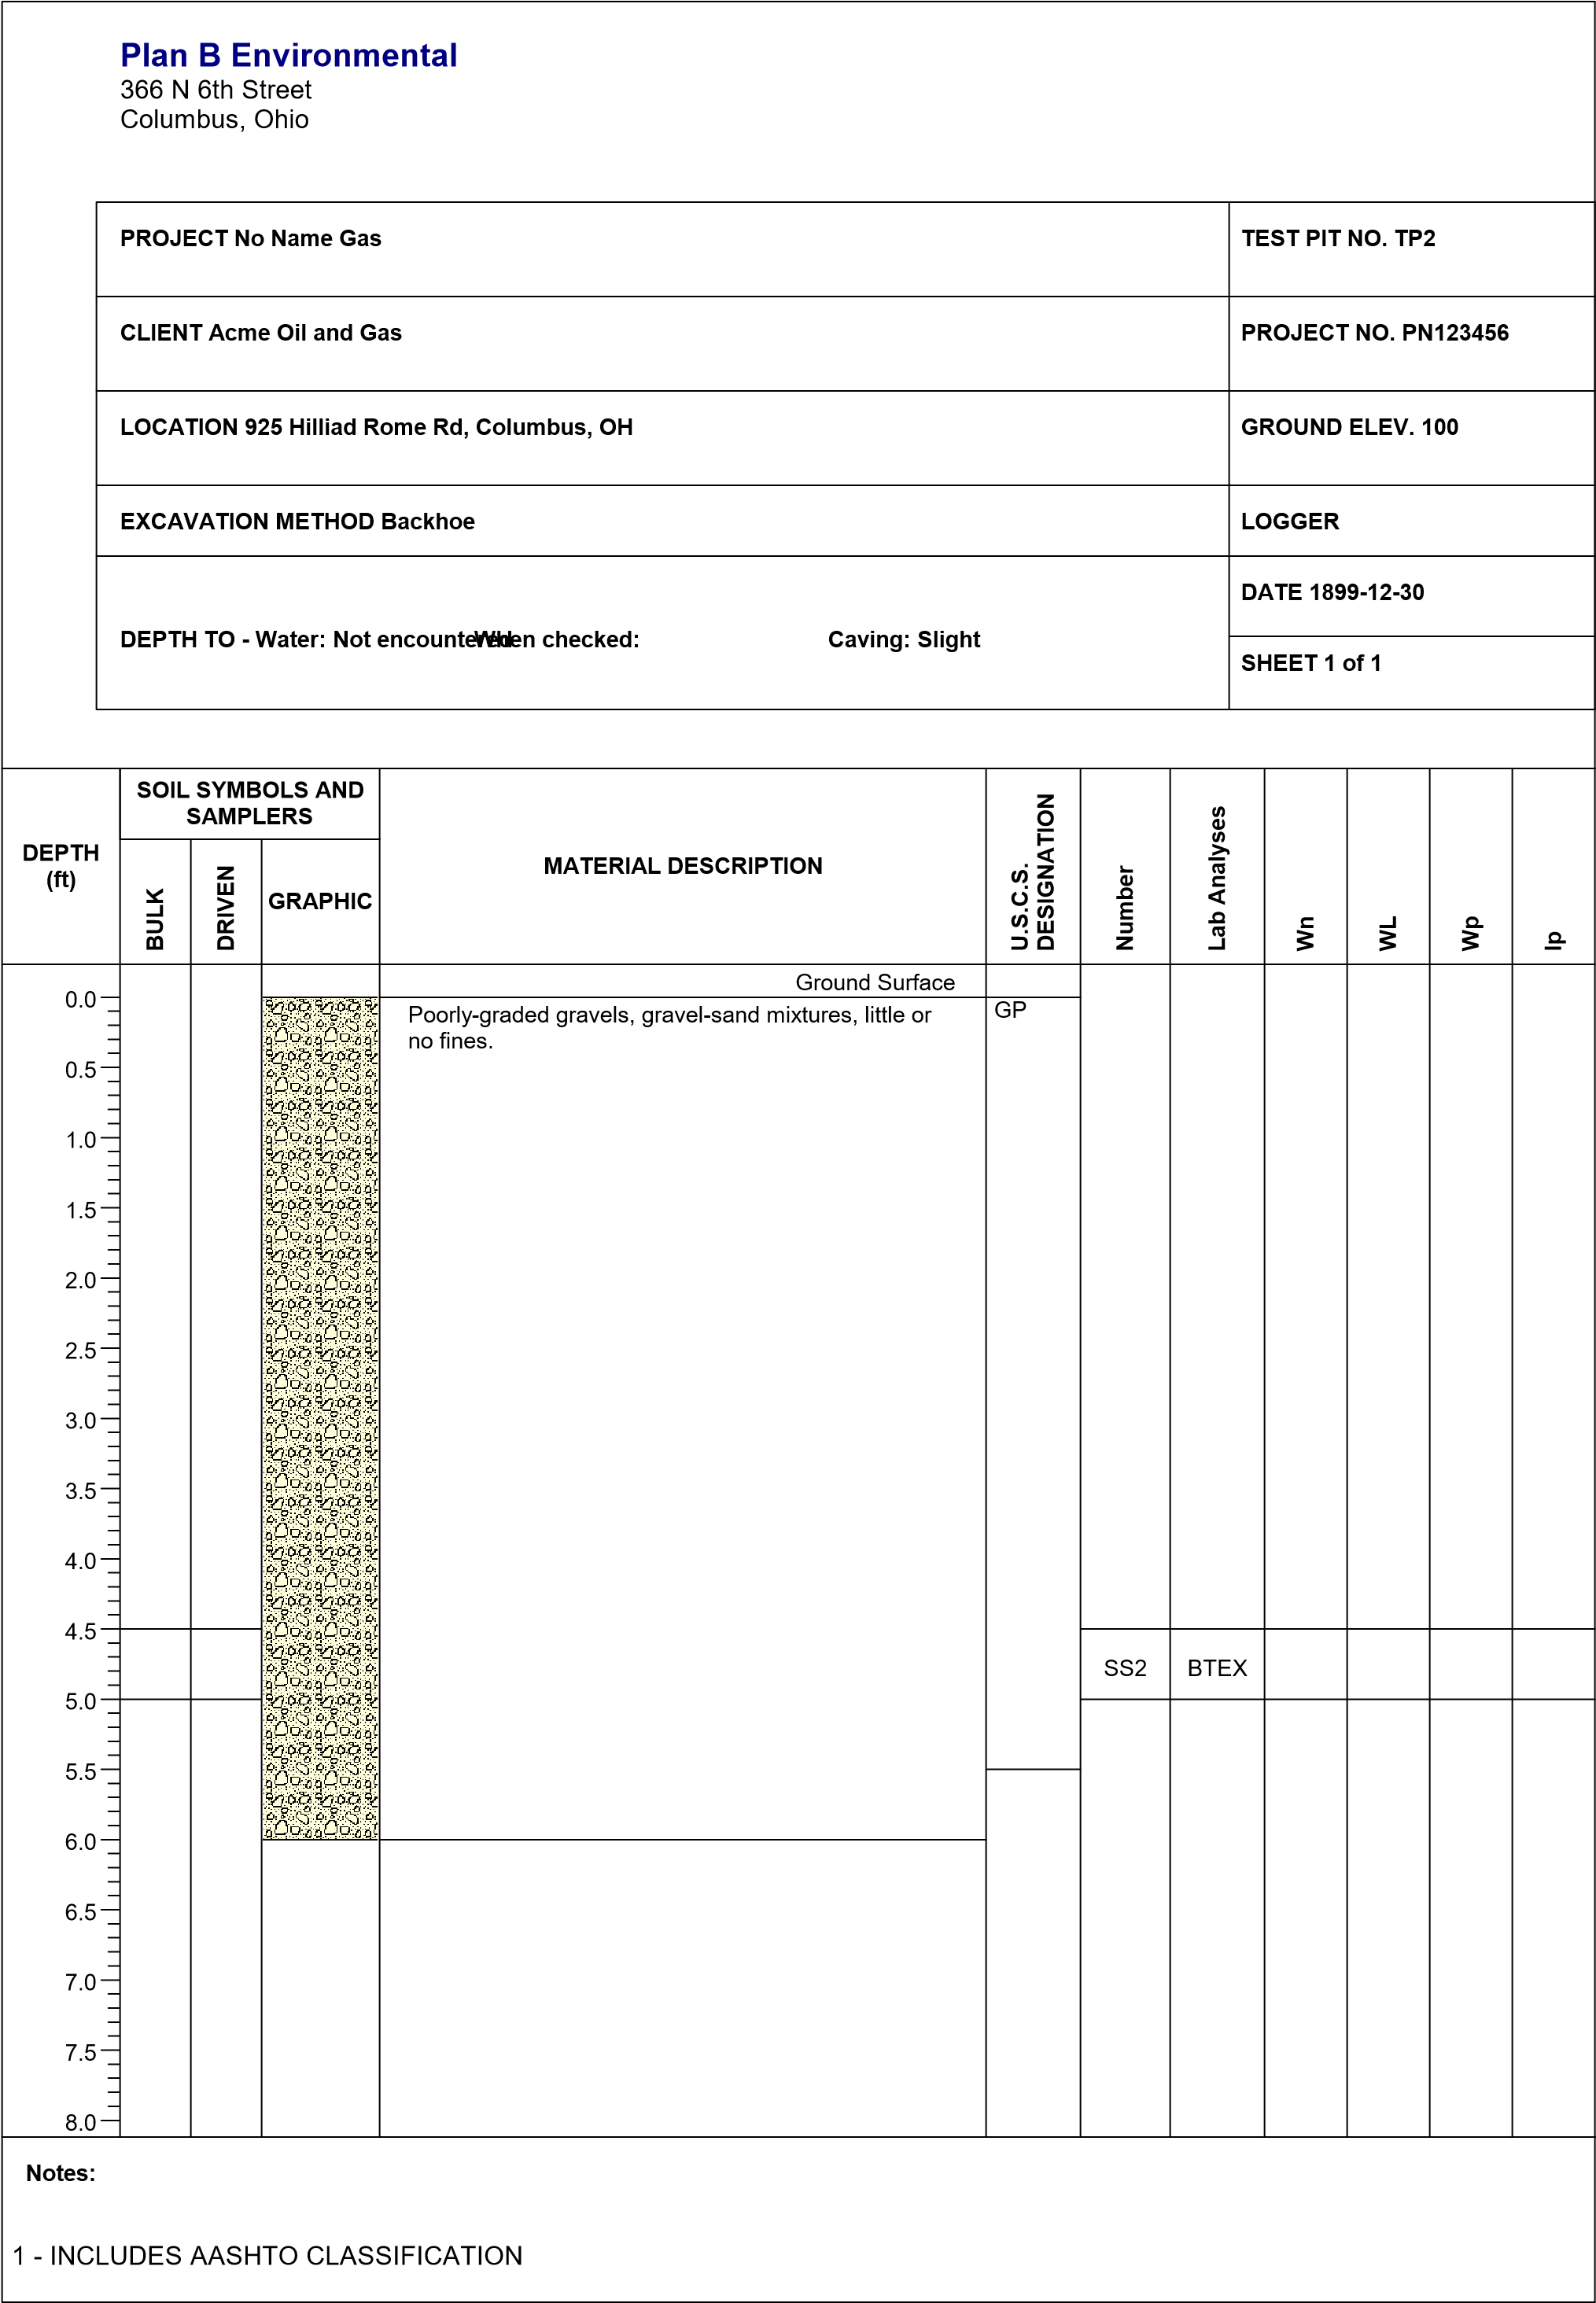 Plan B Environmental
366 N 6th Street
Columbus, Ohio
PROJECT No Name Gas
TEST PIT NO. TP2
CLIENT Acme Oil and Gas
PROJECT NO. PN123456
LOCATION 925 Hilliad Rome Rd, Columbus, OH
GROUND ELEV. 100
EXCAVATION METHOD Backhoe
LOGGER
DATE 1899-12-30
DEPTH TO - Water: Not encountered When checked: Caving: Slight
SHEET 1 of 1
DEPTH
(ft)
SOIL SYMBOLS AND
SAMPLERS
BULK
DRIVEN
GRAPHIC
MATERIAL DESCRIPTION
U.S.C.S.
DESIGNATION
Number
Lab Analyses
Wn
WL
Wp
Ip
Ground Surface
0.0
Poorly-graded gravels, gravel-sand mixtures, little or
no fines.
GP
0.5
1.0
1.5
2.0
2.5
3.0
3.5
4.0
4.5
SS2 BTEX
5.0
5.5
6.0
6.5
7.0
7.5
8.0
Notes:
1 - INCLUDES AASHTO CLASSIFICATION